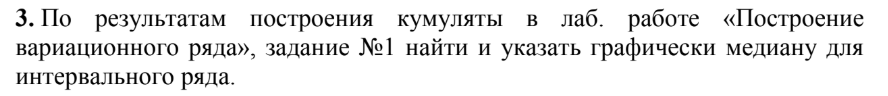 3. По результатам построения кумуляты в лаб. работе «Построение
вариационного ряда», задание №1 найти и указать графически медиану для
интервального ряда.